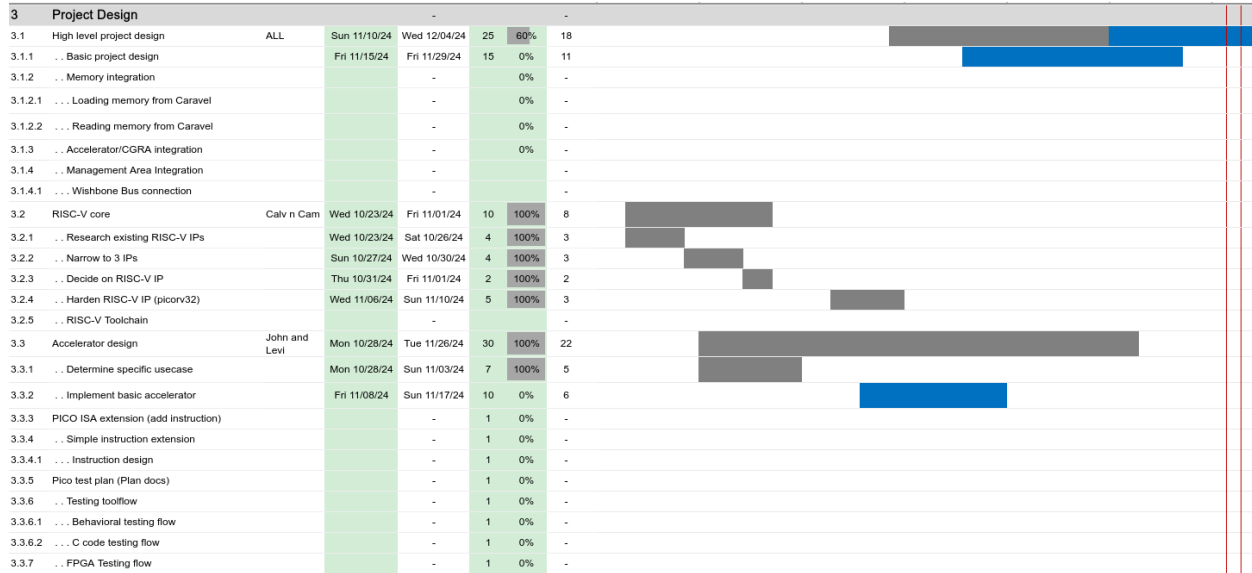 3 Project Design - -
3.1 High level project design ALL Sun 11/10/24 Wed 12/04/24 25 60% 18
3.1.1 . . Basic project design Fri 11/15/24 Fri 11/29/24 15 0% 11
3.1.2 . . Memory integration - 0% -
3.1.2.1 . . . Loading memory from Caravel - 0% -
3.1.2.2 . . . Reading memory from Caravel - 0% -
3.1.3 . . Accelerator/CGRA integration - 0% -
3.1.4 . . Management Area Integration - -
3.1.4.1 . . . Wishbone Bus connection - -
3.2 RISC-V core Calv n Cam Wed 10/23/24 Fri 11/01/24 10 100% 8
3.2.1 . . Research existing RISC-V IPs Wed 10/23/24 Sat 10/26/24 4 100% 3
3.2.2 . . Narrow to 3 IPs Sun 10/27/24 Wed 10/30/24 4 100% 3
3.2.3 . . Decide on RISC-V IP Thu 10/31/24 Fri 11/01/24 2 100% 2
3.2.4 . . Harden RISC-V IP (picorv32) Wed 11/06/24 Sun 11/10/24 5 100% 3
3.2.5 . . RISC-V Toolchain - -
3.3 Accelerator design John and Levi Mon 10/28/24 Tue 11/26/24 30 100% 22
3.3.1 . . Determine specific usecase Mon 10/28/24 Sun 11/03/24 7 100% 5
3.3.2 . . Implement basic accelerator Fri 11/08/24 Sun 11/17/24 10 0% 6
3.3.3 PICO ISA extension (add instruction) - 1 0% -
3.3.4 . . Simple instruction extension - 1 0% -
3.3.4.1 . . . Instruction design - 1 0% -
3.3.5 Pico test plan (Plan docs) - 1 0% -
3.3.6 . . Testing toolflow - 1 0% -
3.3.6.1 . . . Behavioral testing flow - 1 0% -
3.3.6.2 . . . C code testing flow - 1 0% -
3.3.7 . . FPGA Testing flow - 1 0% -